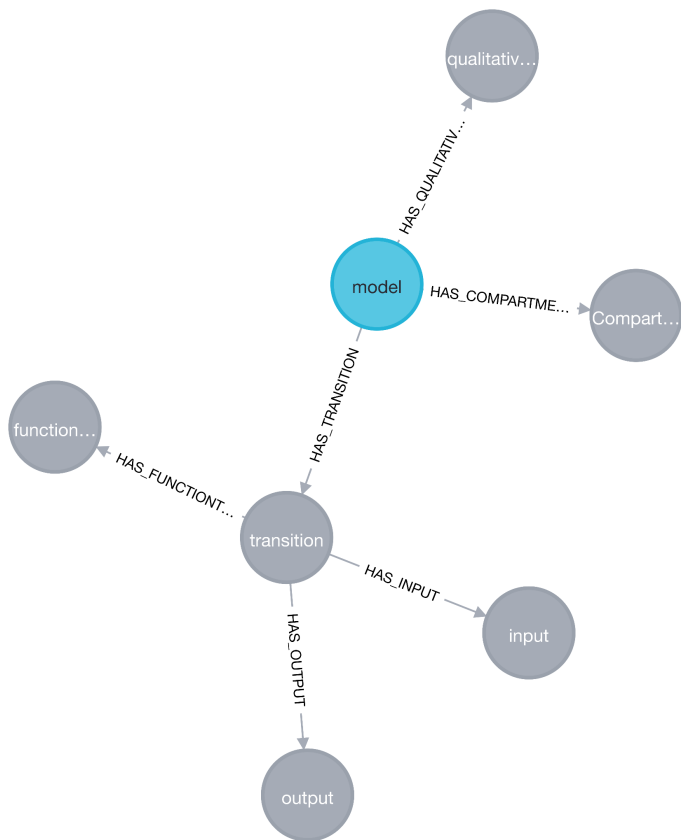 qualitativ…
HAS_QUALITATIV…
model
HAS_COMPARTME…
Compart…
HAS_TRANSITION
function…
HAS_FUNCTIONT…
transition
HAS_INPUT
input
HAS_OUTPUT
output